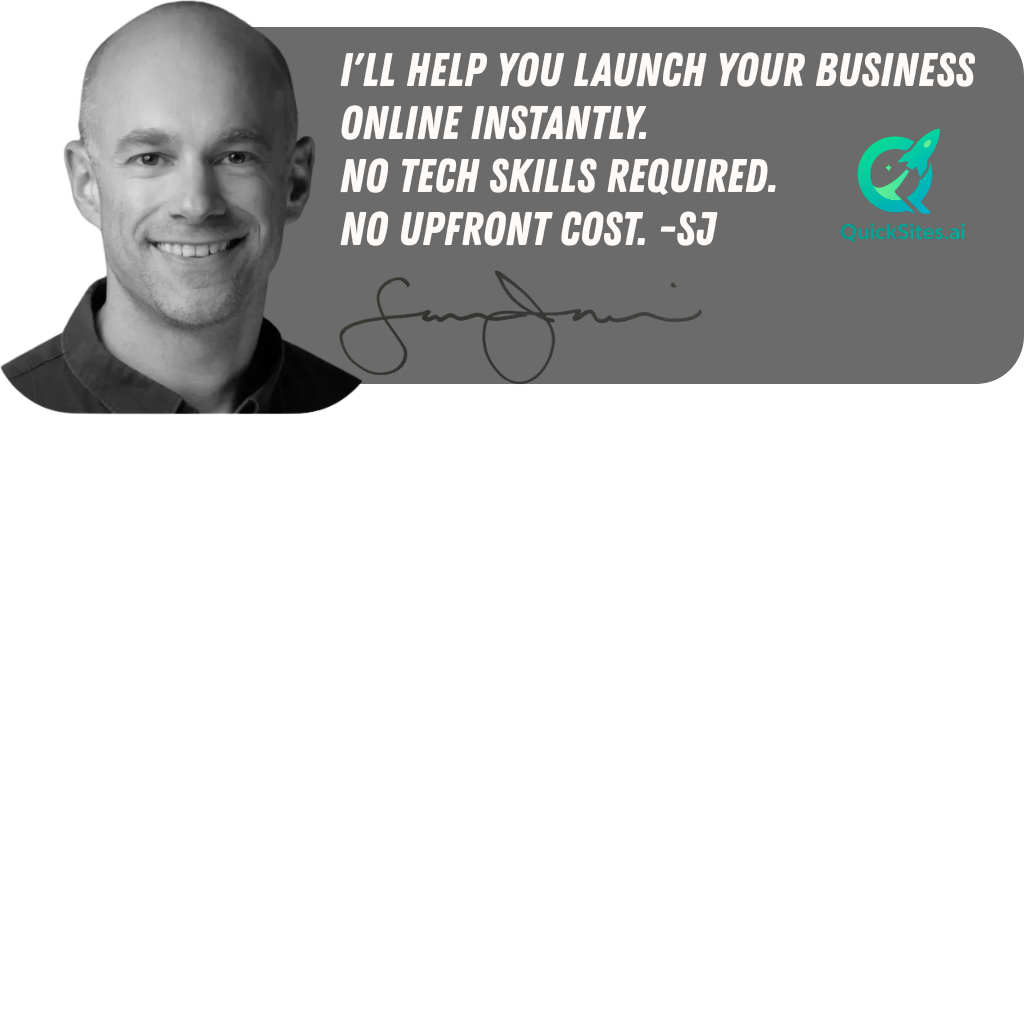 I'LL HELP YOU LAUNCH YOUR BUSINESS
ONLINE INSTANTLY.
NO TECH SKILLS REQUIRED.
NO UPFRONT COST. -SJ
QuickSites.ai